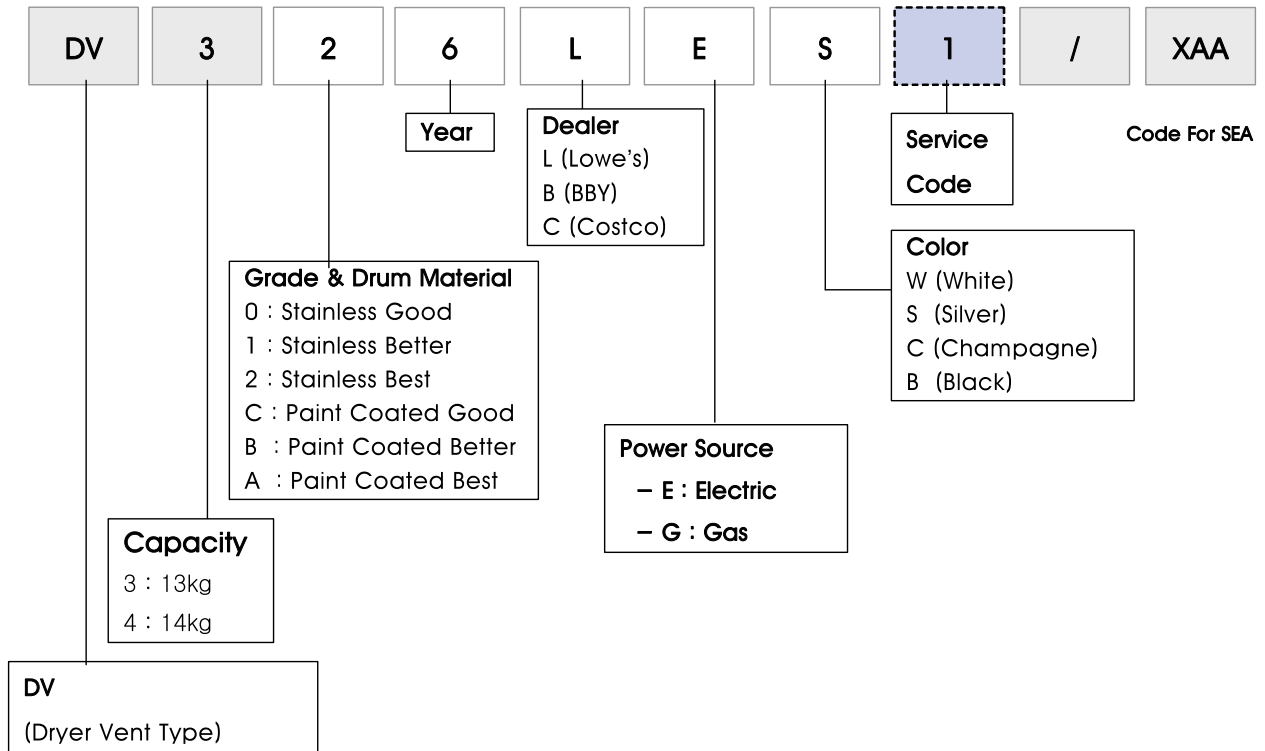 DV 3 2 6 L E S 1 / XAA
Year
Dealer
L (Lowe's)
B (BBY)
C (Costco)
Service
Code
Code For SEA
Color
W (White)
S (Silver)
C (Champagne)
B (Black)
Grade & Drum Material
0 : Stainless Good
1 : Stainless Better
2 : Stainless Best
C : Paint Coated Good
B : Paint Coated Better
A : Paint Coated Best
Power Source
– E : Electric
– G : Gas
Capacity
3 : 13kg
4 : 14kg
DV
(Dryer Vent Type)